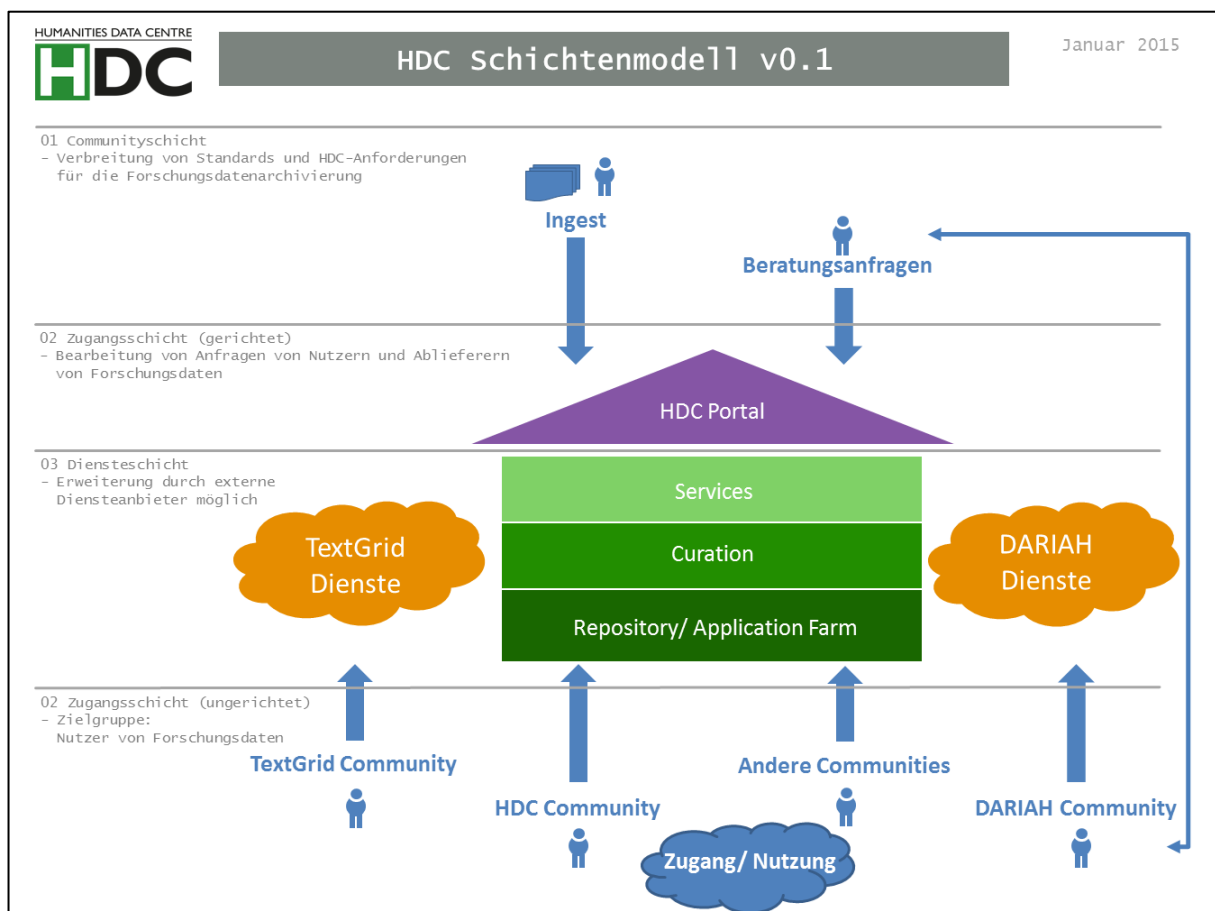 HUMANITIES DATA CENTRE
HDC
HDC Schichtenmodell v0.1
Januar 2015
01 Communityschicht
- Verbreitung von Standards und HDC-Anforderungen
für die Forschungsdatenarchivierung
Ingest
Beratungsanfragen
02 Zugangsschicht (gerichtet)
- Bearbeitung von Anfragen von Nutzern und Ablieferern
von Forschungsdaten
HDC Portal
03 Diensteschicht
- Erweiterung durch externe
Diensteanbieter möglich
Services
TextGrid
Dienste
Curation
DARIAH
Dienste
Repository/ Application Farm
02 Zugangsschicht (ungerichtet)
- Zielgruppe:
Nutzer von Forschungsdaten
TextGrid Community
Andere Communities
HDC Community
DARIAH Community
Zugang/ Nutzung